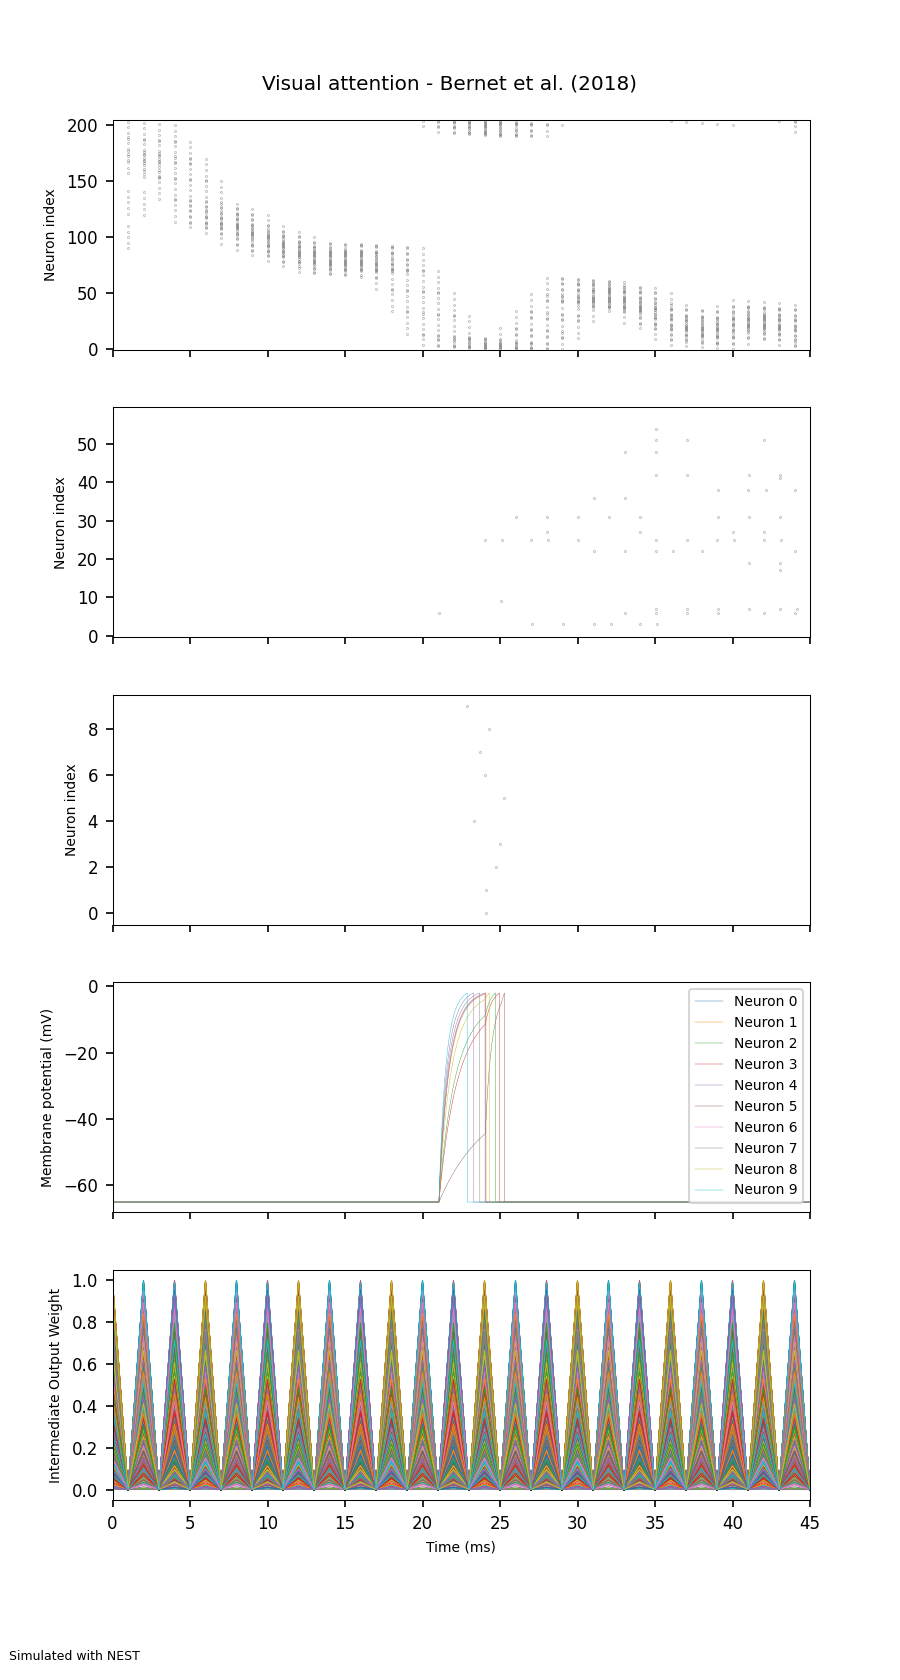 Visual attention - Bernet et al. (2018)
200
150
100
50
0
Neuron index
50
40
30
20
10
0
Neuron index
8
6
4
2
0
Neuron index
0
−20
−40
−60
Membrane potential (mV)
Neuron 0
Neuron 1
Neuron 2
Neuron 3
Neuron 4
Neuron 5
Neuron 6
Neuron 7
Neuron 8
Neuron 9
1.0
0.8
0.6
0.4
0.2
0.0
Intermediate Output Weight
0 5 10 15 20 25 30 35 40 45
Time (ms)
Simulated with NEST